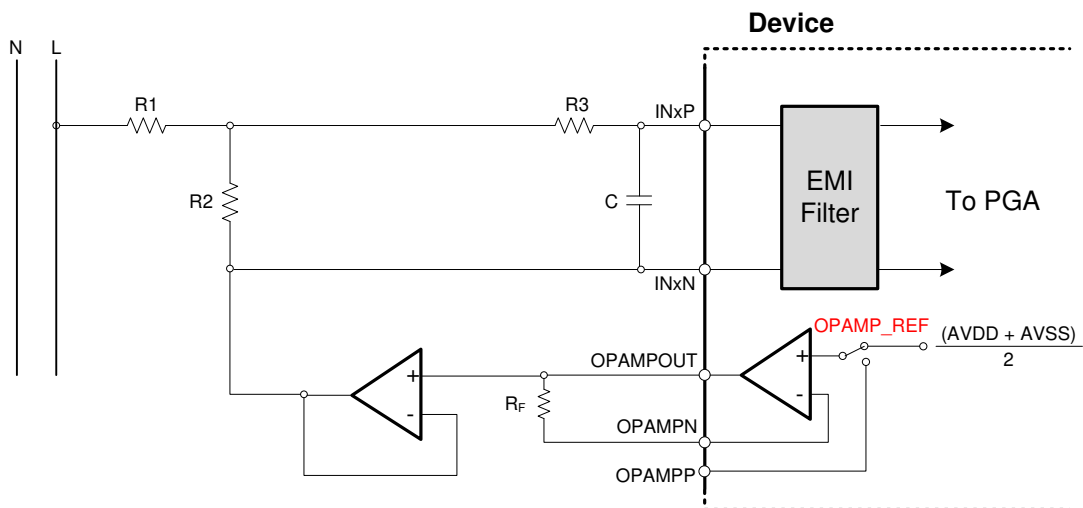 Device
N L
R1
R3
INxP
R2
C
EMI
Filter
To PGA
INxN
OPAMP_REF
(AVDD + AVSS)
2
OPAMPOUT
+
-
+
-
RF
OPAMPN
OPAMPP